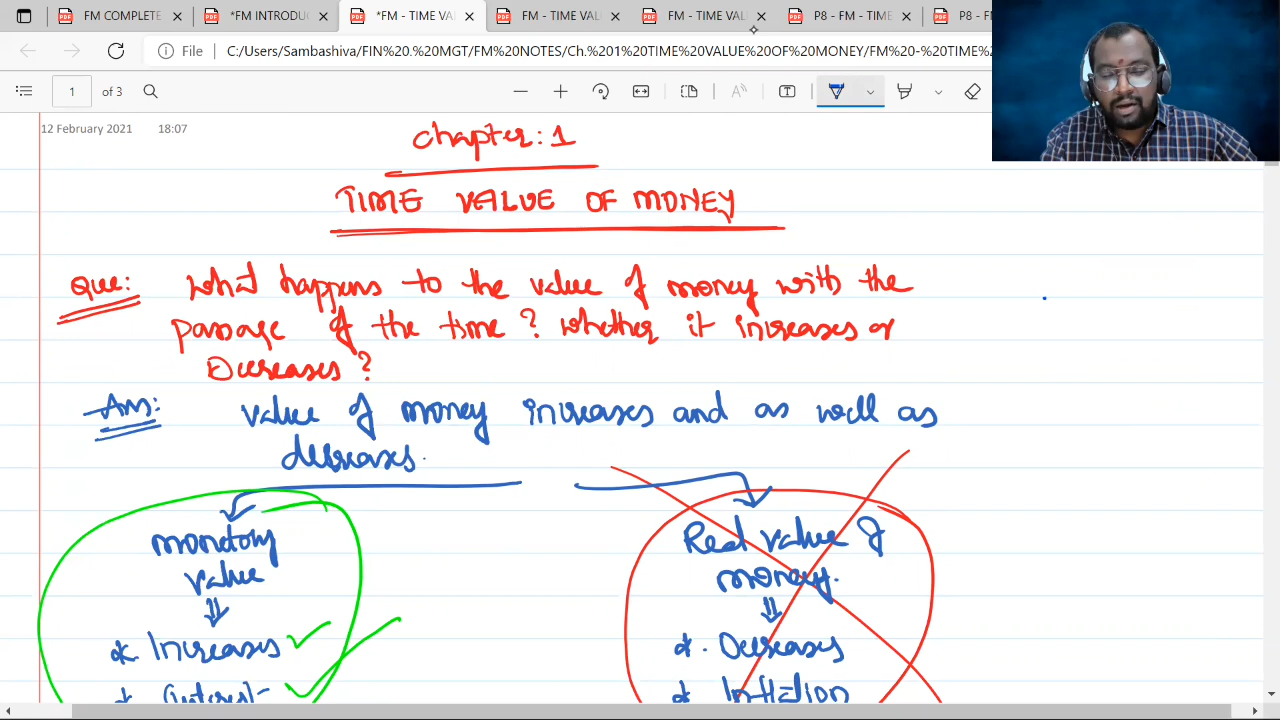 FM COMPLETE
*FM INTRODUC
*FM - TIME VAL
FM - TIME VAL
FM - TIME VAL
P8 - FM - TIME
P8 - FM
File
C:/Users/Sambashiva/FIN%20.%20MGT/FM%20NOTES/Ch.%201%20TIME%20VALUE%20OF%20MONEY/FM%20-%20TIME%2
1 of 3
12 February 2021 18:07
Chapter: 1
TIME VALUE OF MONEY
Que: What happens to the value of money with the
passage of the time? whether it increases or
Decreases?
Ans: Value of money increases and as well as
decreases.
monetary
value
Real value of
money.
*. Increases
*. Decreases
* (interest-
* Inflation